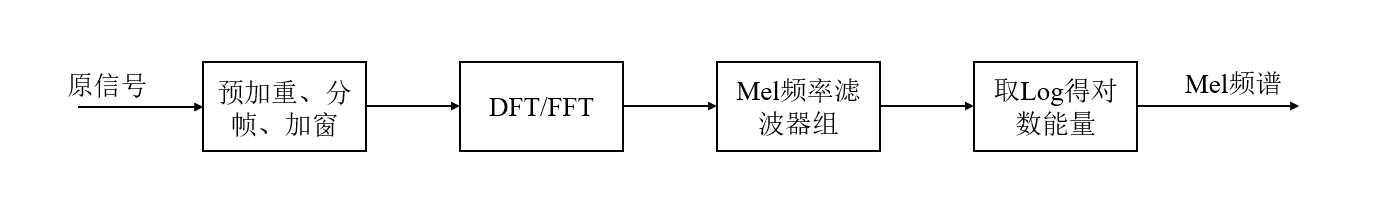 原信号
预加重、分
帧、加窗
DFT/FFT
Mel频率滤
波器组
取Log得对
数能量
Mel频谱